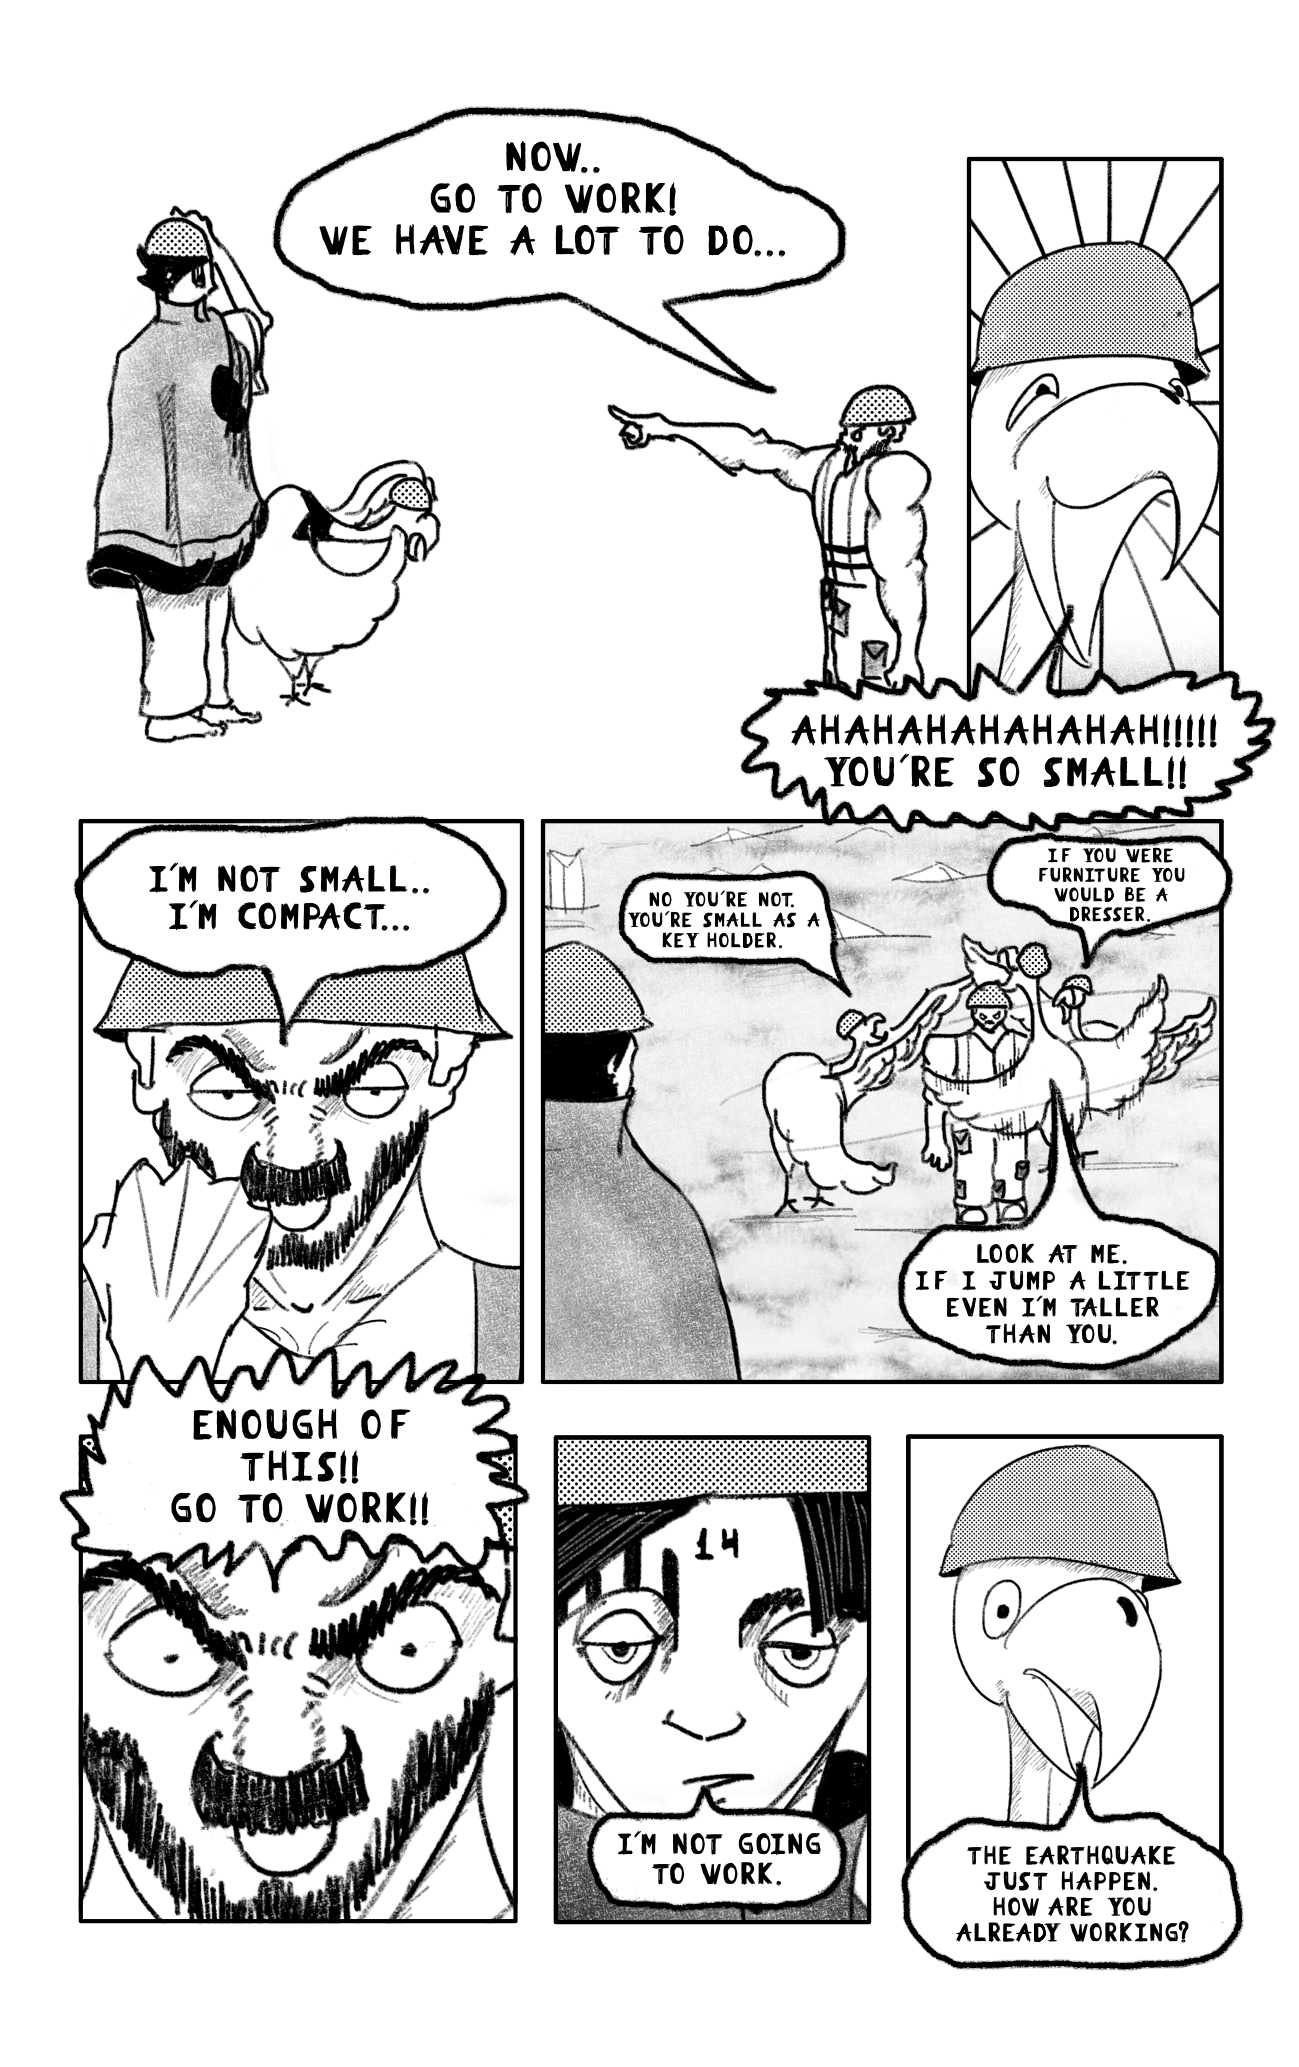 NOW..
GO TO WORK!
WE HAVE A LOT TO DO...
AHAHAHAHAHAHAH!!!!!
YOU'RE SO SMALL!!
I'M NOT SMALL..
I'M COMPACT...
NO YOU'RE NOT.
YOU'RE SMALL AS A
KEY HOLDER.
IF YOU WERE
FURNITURE YOU
WOULD BE A
DRESSER.
LOOK AT ME.
IF I JUMP A LITTLE
EVEN I'M TALLER
THAN YOU.
ENOUGH OF
THIS!!
GO TO WORK!!
14
I'M NOT GOING
TO WORK.
THE EARTHQUAKE
JUST HAPPEN.
HOW ARE YOU
ALREADY WORKING?